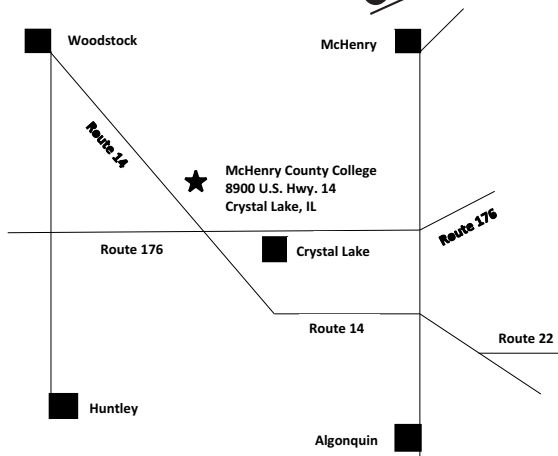 Woodstock
McHenry
Route 14
McHenry County College
8900 U.S. Hwy. 14
Crystal Lake, IL
Route 176
Route 176
Crystal Lake
Route 14
Route 22
Huntley
Algonquin